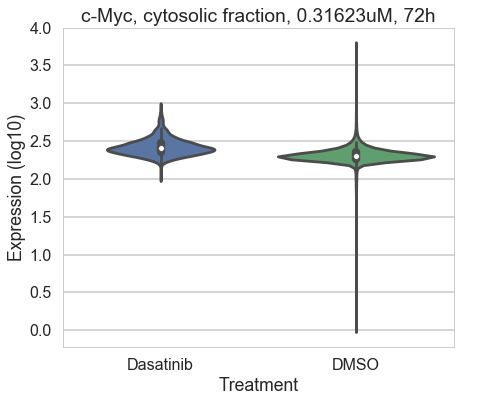 c-Myc, cytosolic fraction, 0.31623uM, 72h
4.0
3.5
3.0
2.5
2.0
1.5
1.0
0.5
0.0
Expression (log10)
Dasatinib DMSO
Treatment